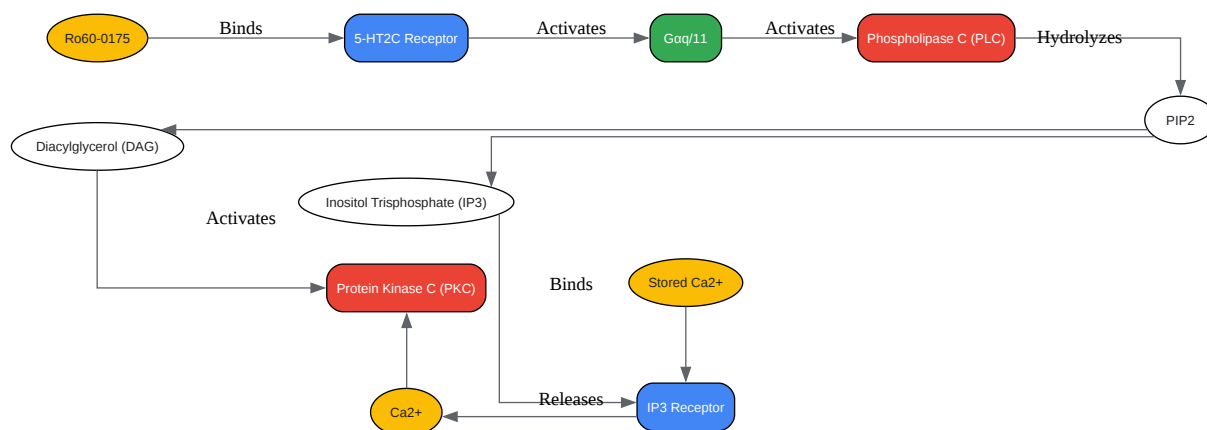 Ro60-0175
Binds
5-HT2C Receptor
Activates
Gαq/11
Activates
Phospholipase C (PLC)
Hydrolyzes
PIP2
Diacylglycerol (DAG)
Inositol Trisphosphate (IP3)
Activates
Protein Kinase C (PKC)
Binds
Stored Ca2+
Ca2+
Releases
IP3 Receptor